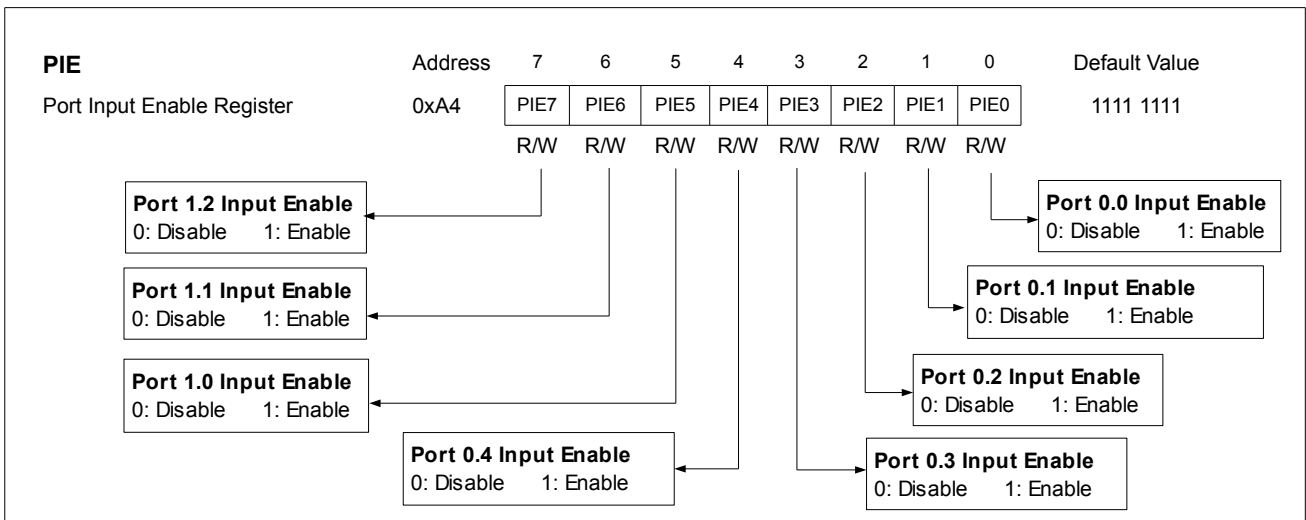 PIE Address 7 6 5 4 3 2 1 0 Default Value
Port Input Enable Register 0xA4 PIE7 PIE6 PIE5 PIE4 PIE3 PIE2 PIE1 PIE0 1111 1111
R/W R/W R/W R/W R/W R/W R/W R/W
Port 1.2 Input Enable
0: Disable 1: Enable
Port 0.0 Input Enable
0: Disable 1: Enable
Port 1.1 Input Enable
0: Disable 1: Enable
Port 0.1 Input Enable
0: Disable 1: Enable
Port 1.0 Input Enable
0: Disable 1: Enable
Port 0.2 Input Enable
0: Disable 1: Enable
Port 0.4 Input Enable
0: Disable 1: Enable
Port 0.3 Input Enable
0: Disable 1: Enable